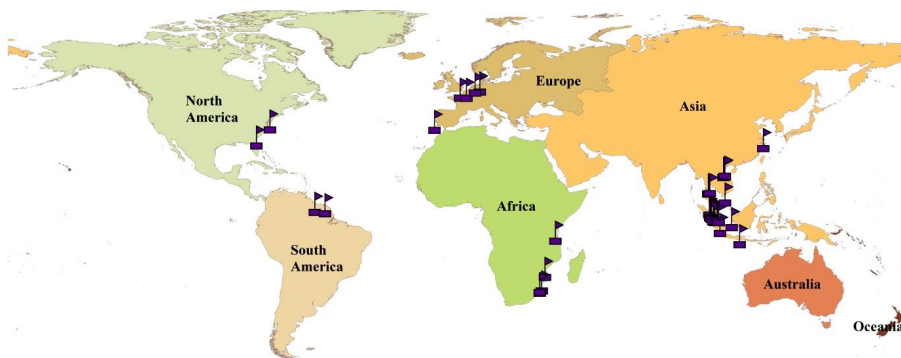 North
America
Europe
Asia
Africa
South
America
Australia
Oceania